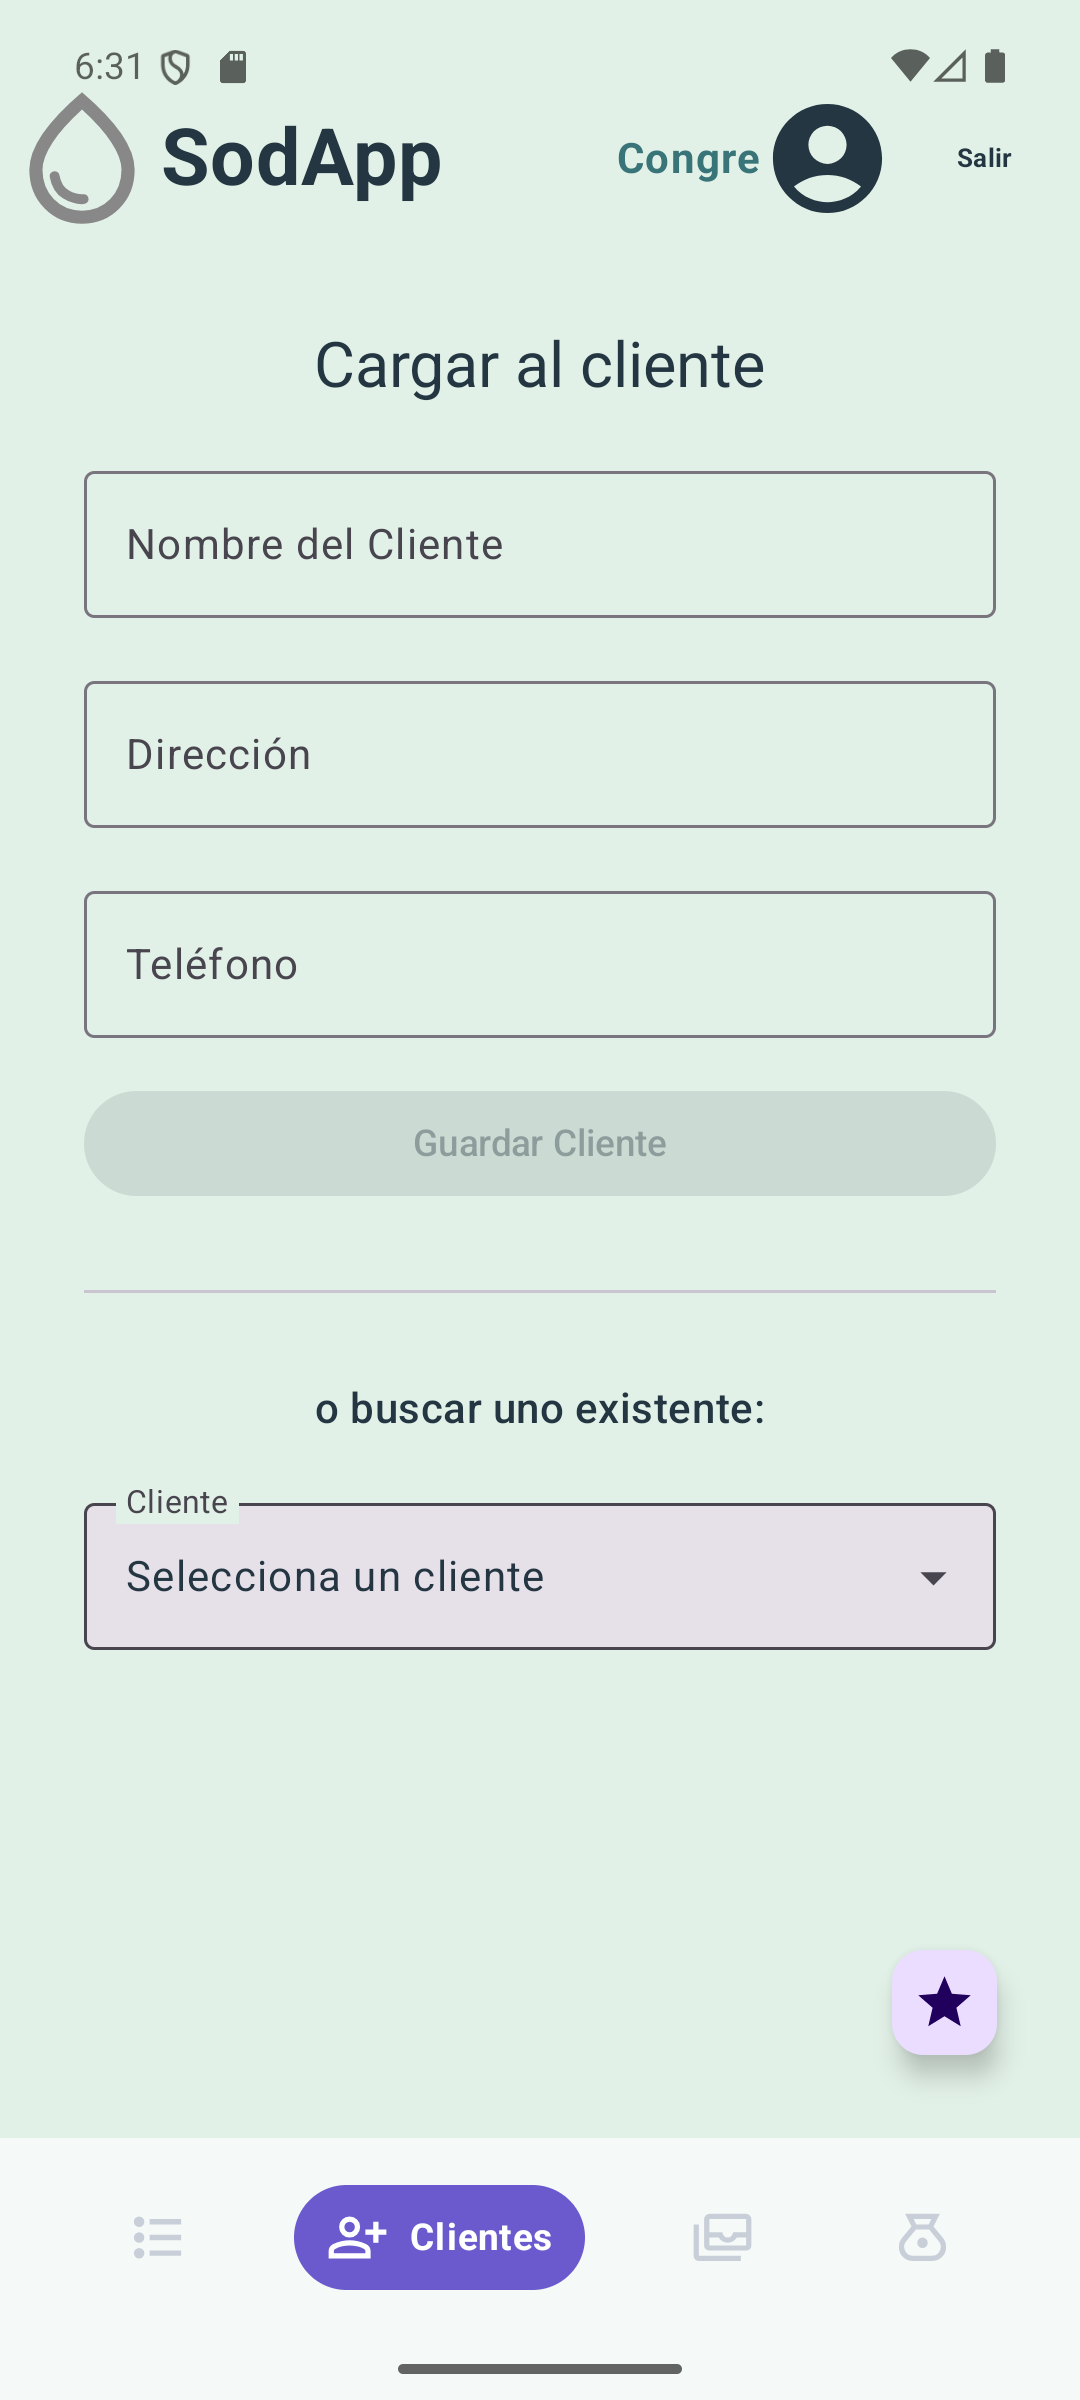 6:31
SodApp
Congre
Salir
Cargar al cliente
Nombre del Cliente
Dirección
Teléfono
Guardar Cliente
o buscar uno existente:
Cliente
Selecciona un cliente
Clientes